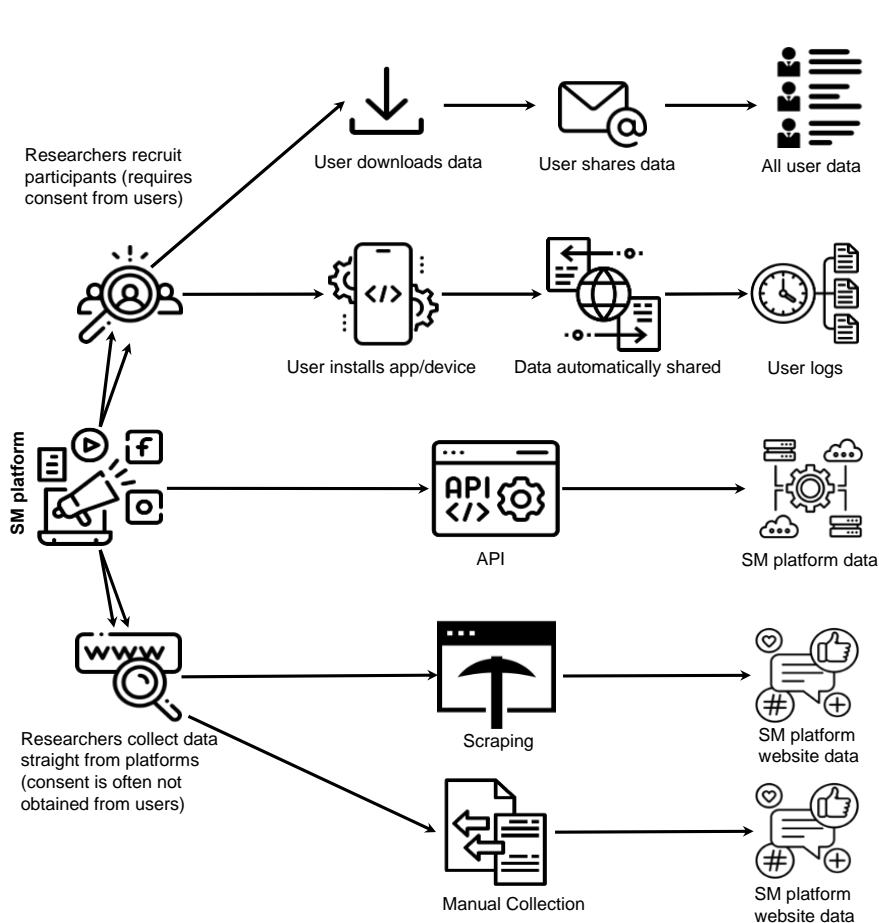 User downloads data
User shares data
All user data
Researchers recruit
participants (requires
consent from users)
User installs app/device
Data automatically shared
User logs
SM platform
f
API
</>
API
SM platform data
www
Researchers collect data
straight from platforms
(consent is often not
obtained from users)
Scraping
#
SM platform
website data
Manual Collection
#
SM platform
website data